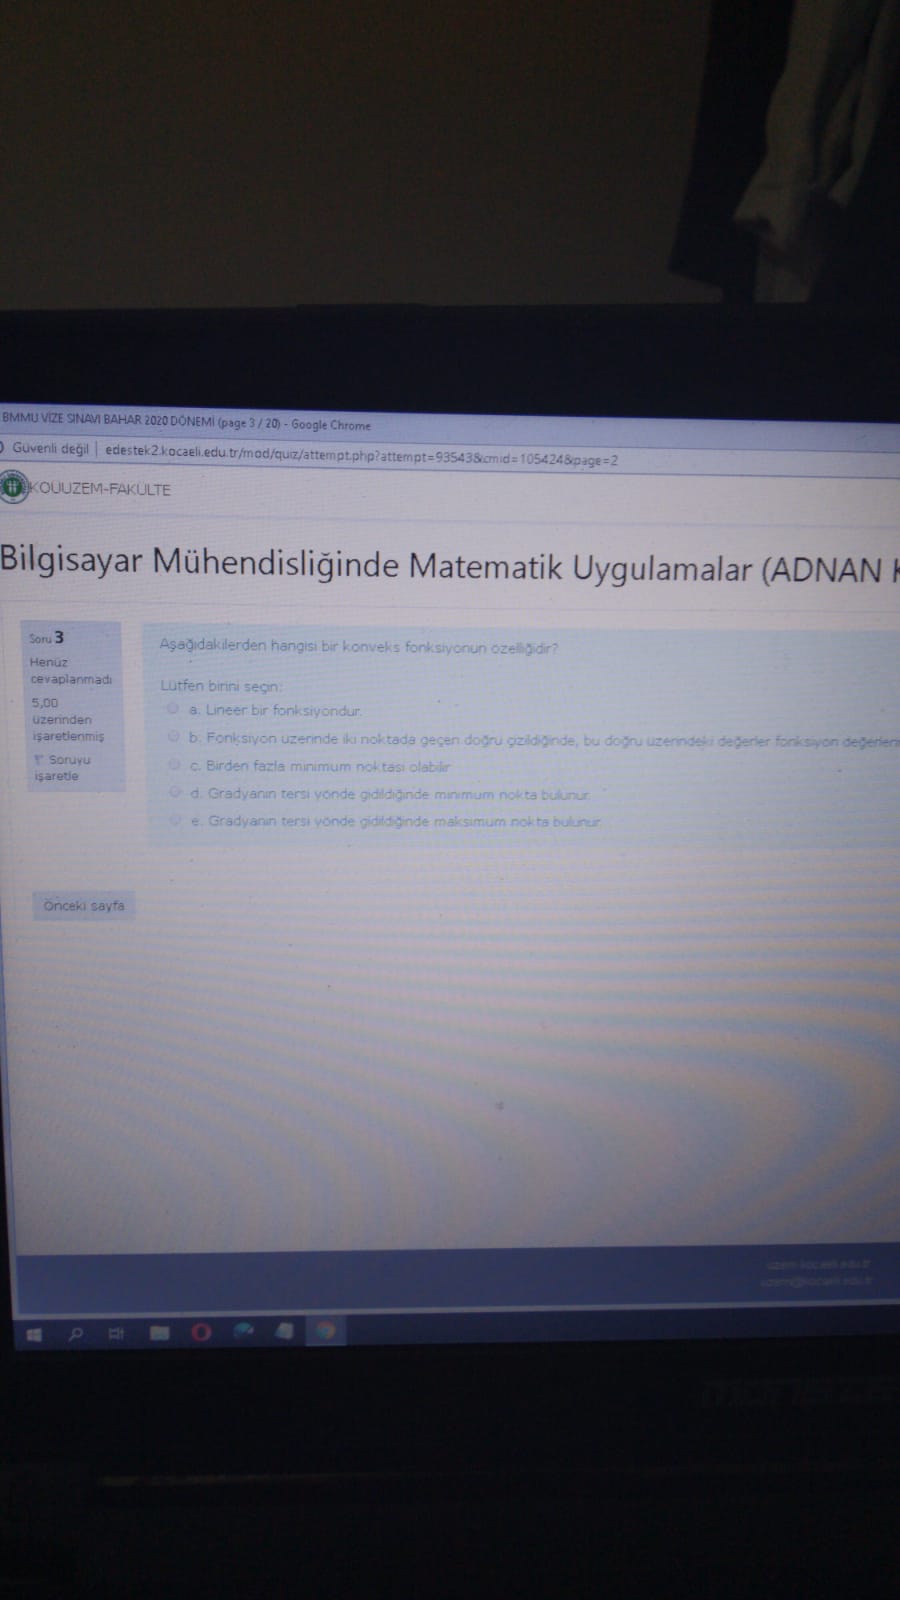 BMMU VİZE SINAVI BAHAR 2020 DÖNEMİ (page 3 / 20) - Google Chrome
Güvenli değil | edestek2.kocaeli.edu.tr/mod/quiz/attempt.php?attempt=93543&cmid=105424&page=2
KOUUZEM-FAKÜLTE
Bilgisayar Mühendisliğinde Matematik Uygulamalar (ADNAN K
Soru 3
Henüz
cevaplanmadı
5,00
üzerinden
işaretlenmiş
Soruyu
işaretle
Aşağıdakilerden hangisi bir konveks fonksiyonun özelliğidir?
Lütfen birini seçin:
a. Lineer bir fonksiyondur.
b. Fonksiyon üzerinde iki noktada geçen doğru çizildiğinde, bu doğru üzerindeki değerler fonksiyon değerleri
c. Birden fazla minimum noktası olabilir
d. Gradyanın tersi yönde gidildiğinde minimum nokta bulunur.
e. Gradyanın tersi yönde gidildiğinde maksimum nokta bulunur.
Önceki sayfa
uzem.kocaeli.edu.tr
uzem@kocaeli.edu.tr